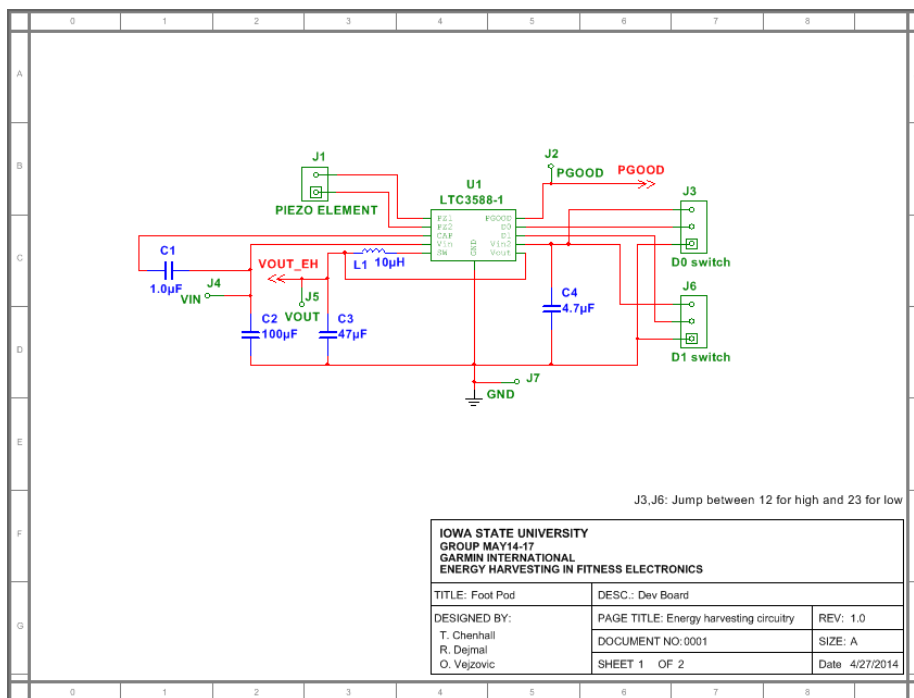 0 1 2 3 4 5 6 7 8
A
B
C
D
E
F
G
J1
PIEZO ELEMENT
U1
LTC3588-1
PZ1
PZ2
CAP
Vin
SW
GND
PGOOD
D0
D1
Vin2
Vout
J2
PGOOD
PGOOD
J3
D0 switch
C1
1.0µF
VOUT_EH
L1 10µH
J4
VIN
J5
VOUT
C2
100µF
C3
47µF
C4
4.7µF
J6
D1 switch
J7
GND
J3,J6: Jump between 12 for high and 23 for low
IOWA STATE UNIVERSITY
GROUP MAY14-17
GARMIN INTERNATIONAL
ENERGY HARVESTING IN FITNESS ELECTRONICS
TITLE: Foot Pod
DESC.: Dev Board
DESIGNED BY:
T. Chenhall
R. Dejmal
O. Vejzovic
PAGE TITLE: Energy harvesting circuitry
REV: 1.0
DOCUMENT NO:0001
SIZE: A
SHEET 1 OF 2
Date 4/27/2014
0 1 2 3 4 5 6 7 8